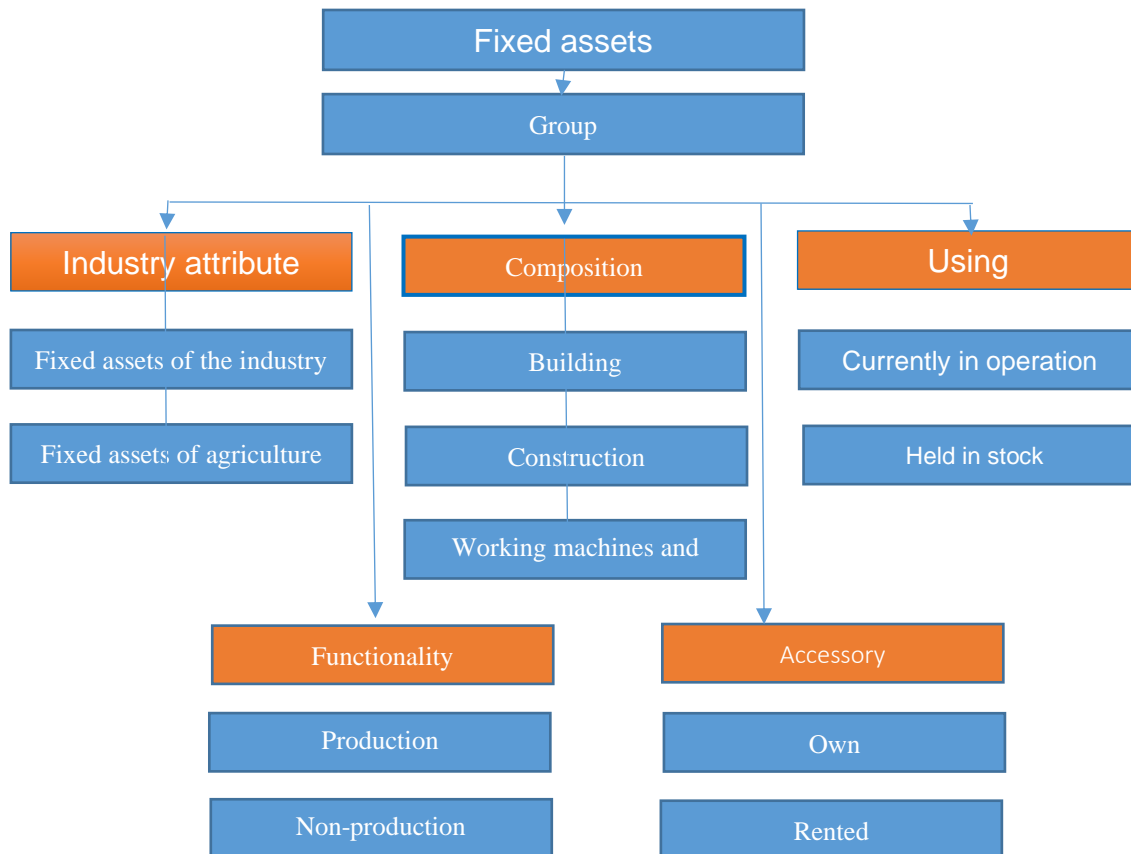 Fixed assets
Group
Industry attribute
Composition
Using
Fixed assets of the industry
Building
Currently in operation
Fixed assets of agriculture
Construction
Held in stock
Working machines and
Functionality
Accessory
Production
Own
Non-production
Rented